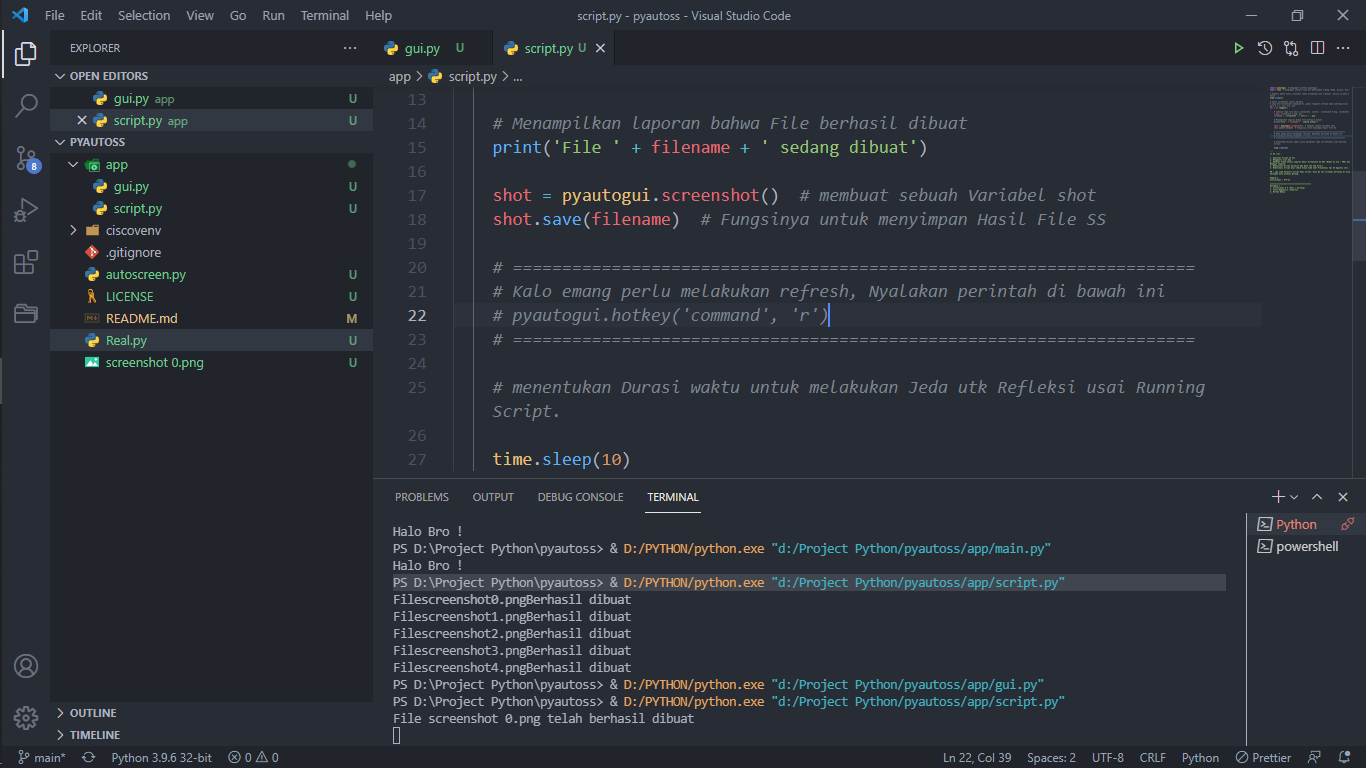 File Edit Selection View Go Run Terminal Help
script.py - pyautoss - Visual Studio Code
EXPLORER
OPEN EDITORS
gui.py app U
script.py app U
PYAUTOSS
app
gui.py U
script.py U
ciscovenv
.gitignore
autoscreen.py U
LICENSE U
README.md M
Real.py U
screenshot 0.png U
OUTLINE
TIMELINE
8
gui.py U
script.py U
app > script.py > ...
13
14 # Menampilkan laporan bahwa File berhasil dibuat
15 print('File ' + filename + ' sedang dibuat')
16
17 shot = pyautogui.screenshot() # membuat sebuah Variabel shot
18 shot.save(filename) # Fungsinya untuk menyimpan Hasil File SS
19
20 # =====================================================================
21 # Kalo emang perlu melakukan refresh, Nyalakan perintah di bawah ini
22 # pyautogui.hotkey('command', 'r')
23 # =====================================================================
24
25 # menentukan Durasi waktu untuk melakukan Jeda utk Refleksi usai Running
Script.
26
27 time.sleep(10)
PROBLEMS OUTPUT DEBUG CONSOLE TERMINAL
Halo Bro !
PS D:\Project Python\pyautoss> & D:/PYTHON/python.exe "d:/Project Python/pyautoss/app/main.py"
Halo Bro !
PS D:\Project Python\pyautoss> & D:/PYTHON/python.exe "d:/Project Python/pyautoss/app/script.py"
Filescreenshot0.pngBerhasil dibuat
Filescreenshot1.pngBerhasil dibuat
Filescreenshot2.pngBerhasil dibuat
Filescreenshot3.pngBerhasil dibuat
Filescreenshot4.pngBerhasil dibuat
PS D:\Project Python\pyautoss> & D:/PYTHON/python.exe "d:/Project Python/pyautoss/app/gui.py"
PS D:\Project Python\pyautoss> & D:/PYTHON/python.exe "d:/Project Python/pyautoss/app/script.py"
File screenshot 0.png telah berhasil dibuat
Python
powershell
main* Python 3.9.6 32-bit 0 0 Ln 22, Col 39 Spaces: 2 UTF-8 CRLF Python Prettier